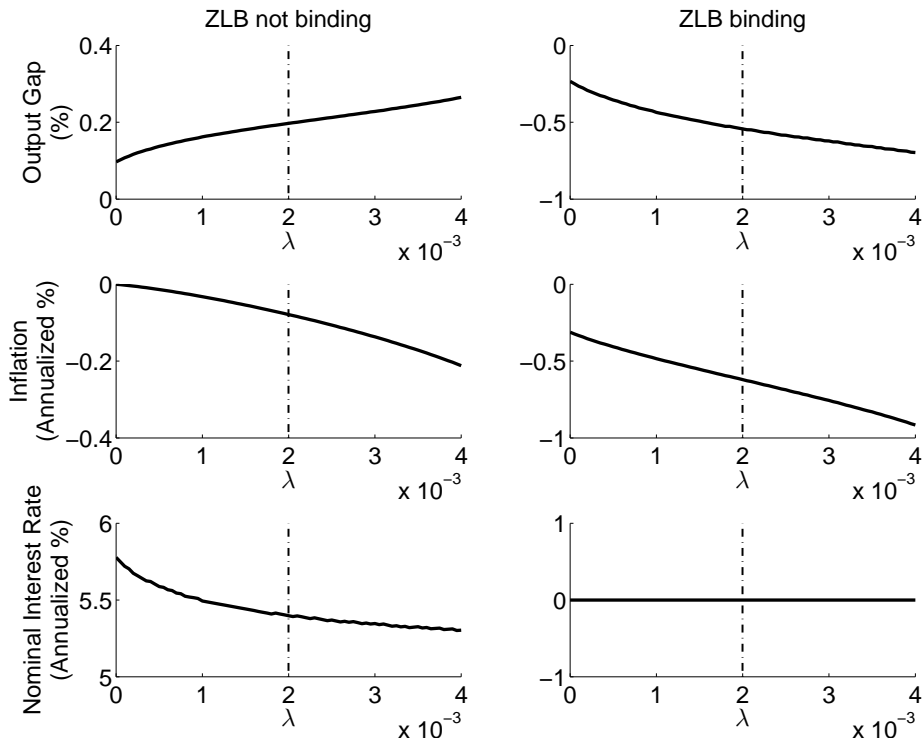 ZLB not binding
ZLB binding
Output Gap
(%)
0.4
0.2
0
0 1 2 3 4
λ
x 10⁻³
0
−0.5
−1
0 1 2 3 4
λ
x 10⁻³
Inflation
(Annualized %)
0
−0.2
−0.4
0 1 2 3 4
λ
x 10⁻³
0
−0.5
−1
0 1 2 3 4
λ
x 10⁻³
Nominal Interest Rate
(Annualized %)
6
5.5
5
0 1 2 3 4
λ
x 10⁻³
1
0
−1
0 1 2 3 4
λ
x 10⁻³